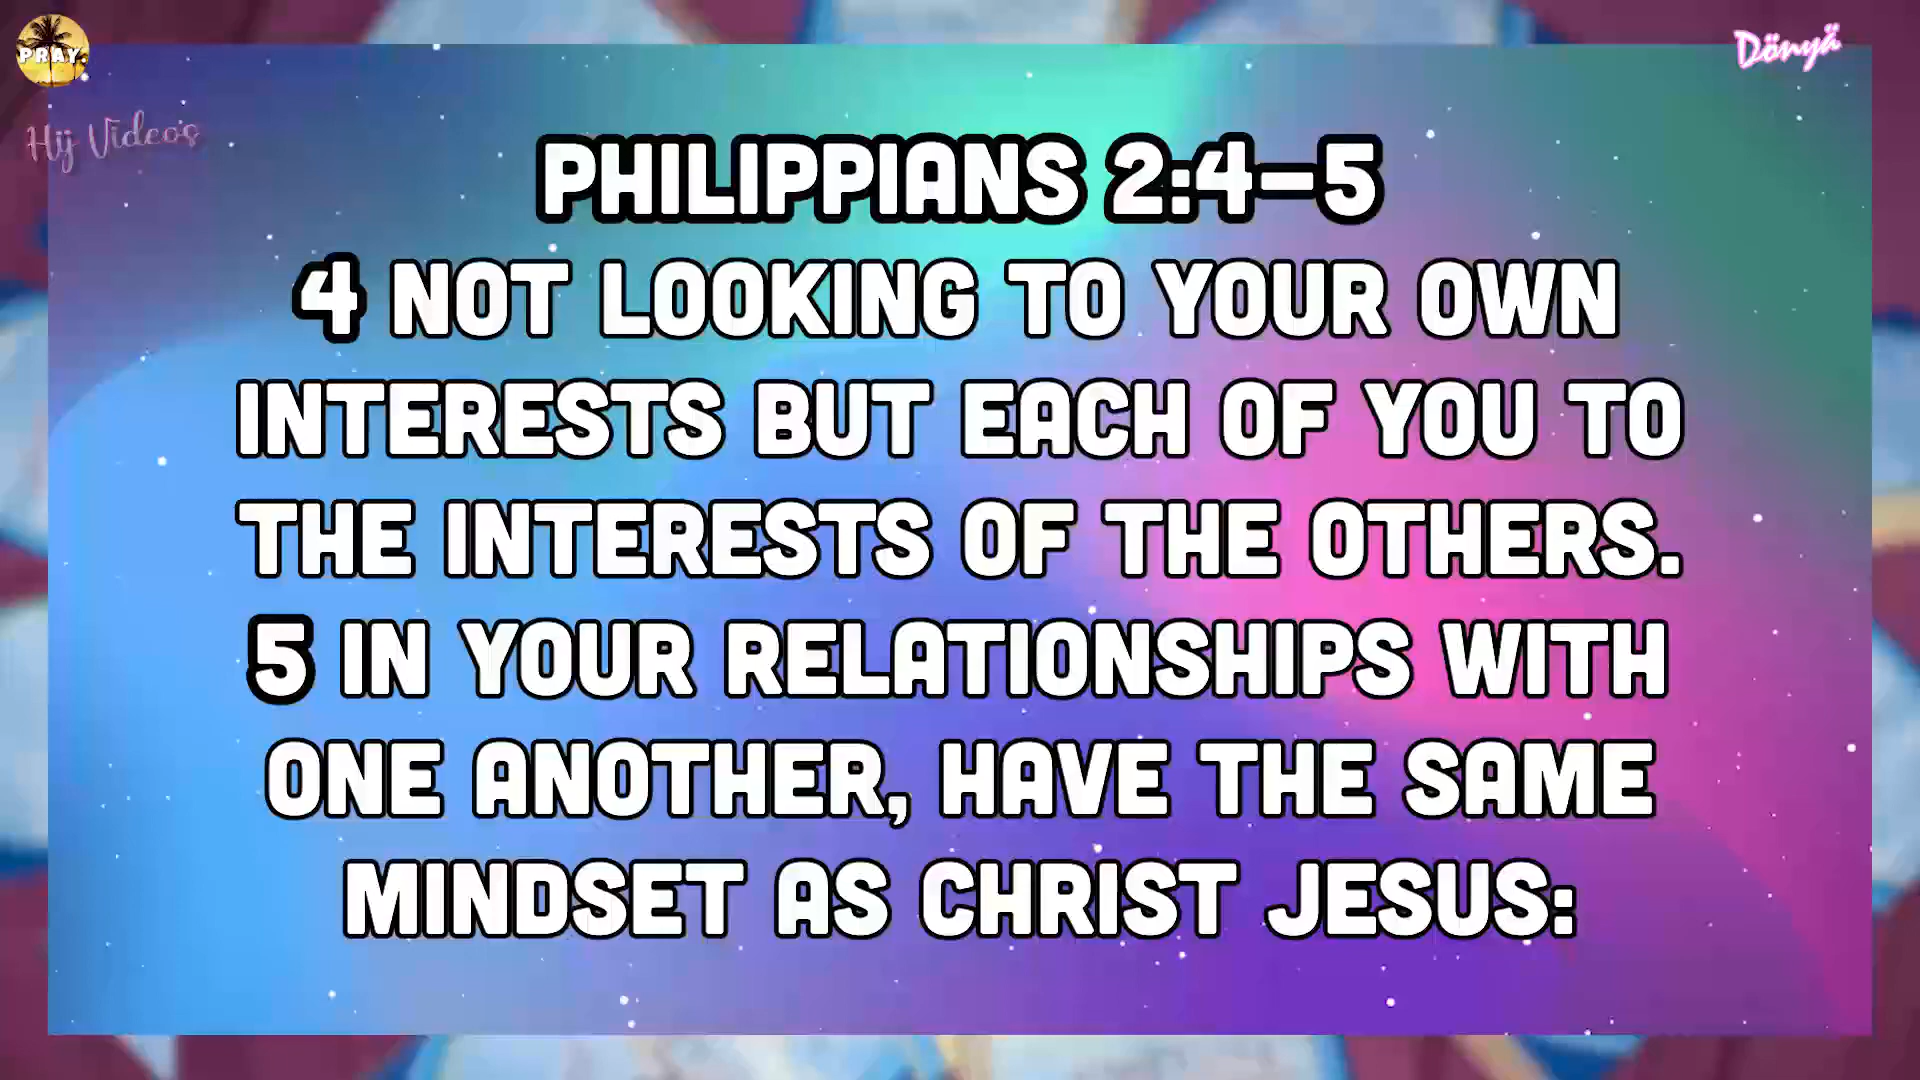 PRAY.
Dönyä
Hij Video's
PHILIPPIANS 2:4–5
4 NOT LOOKING TO YOUR OWN
INTERESTS BUT EACH OF YOU TO
THE INTERESTS OF THE OTHERS.
5 IN YOUR RELATIONSHIPS WITH
ONE ANOTHER, HAVE THE SAME
MINDSET AS CHRIST JESUS: